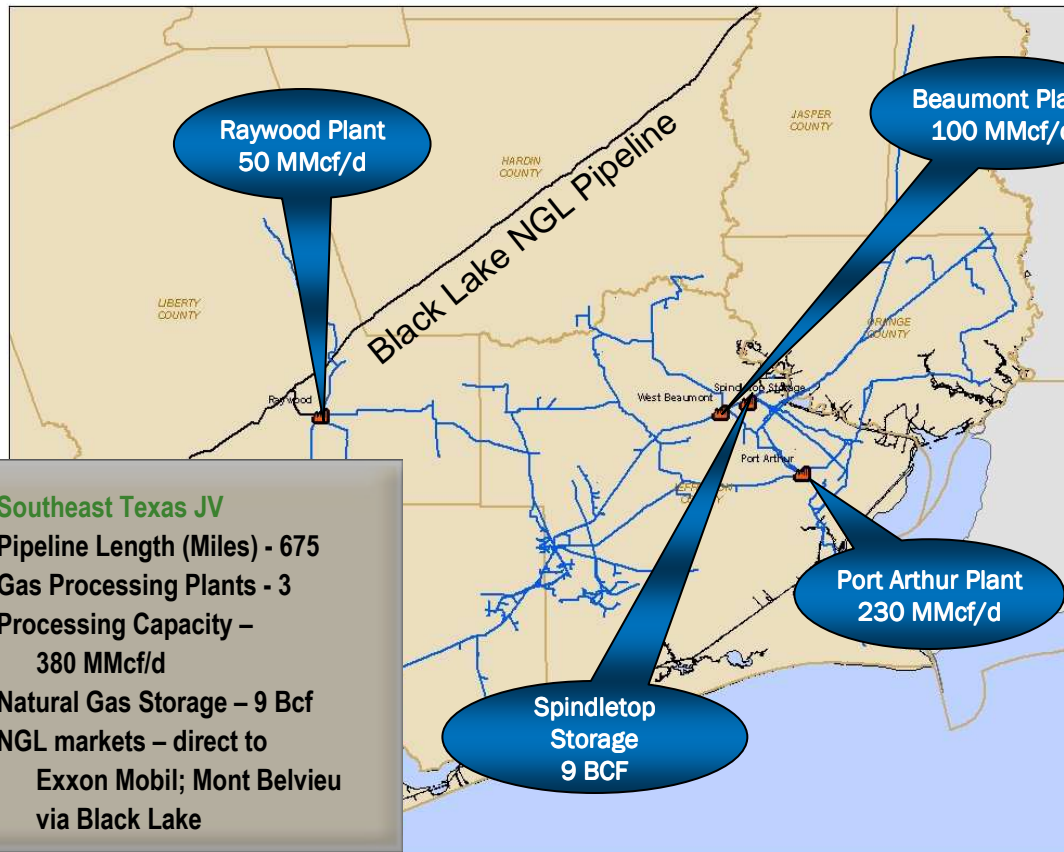 Raywood Plant
50 MMcf/d
Beaumont Pla
100 MMcf/d
JASPER
COUNTY
HARDIN
COUNTY
Black Lake NGL Pipeline
LIBERTY
COUNTY
ORANGE
COUNTY
Raywood
West Beaumont
Spindletop Storage
Port Arthur
JEFFERSON
COUNTY
Southeast Texas JV
Pipeline Length (Miles) - 675
Gas Processing Plants - 3
Processing Capacity –
380 MMcf/d
Natural Gas Storage – 9 Bcf
NGL markets – direct to
Exxon Mobil; Mont Belvieu
via Black Lake
Port Arthur Plant
230 MMcf/d
Spindletop
Storage
9 BCF